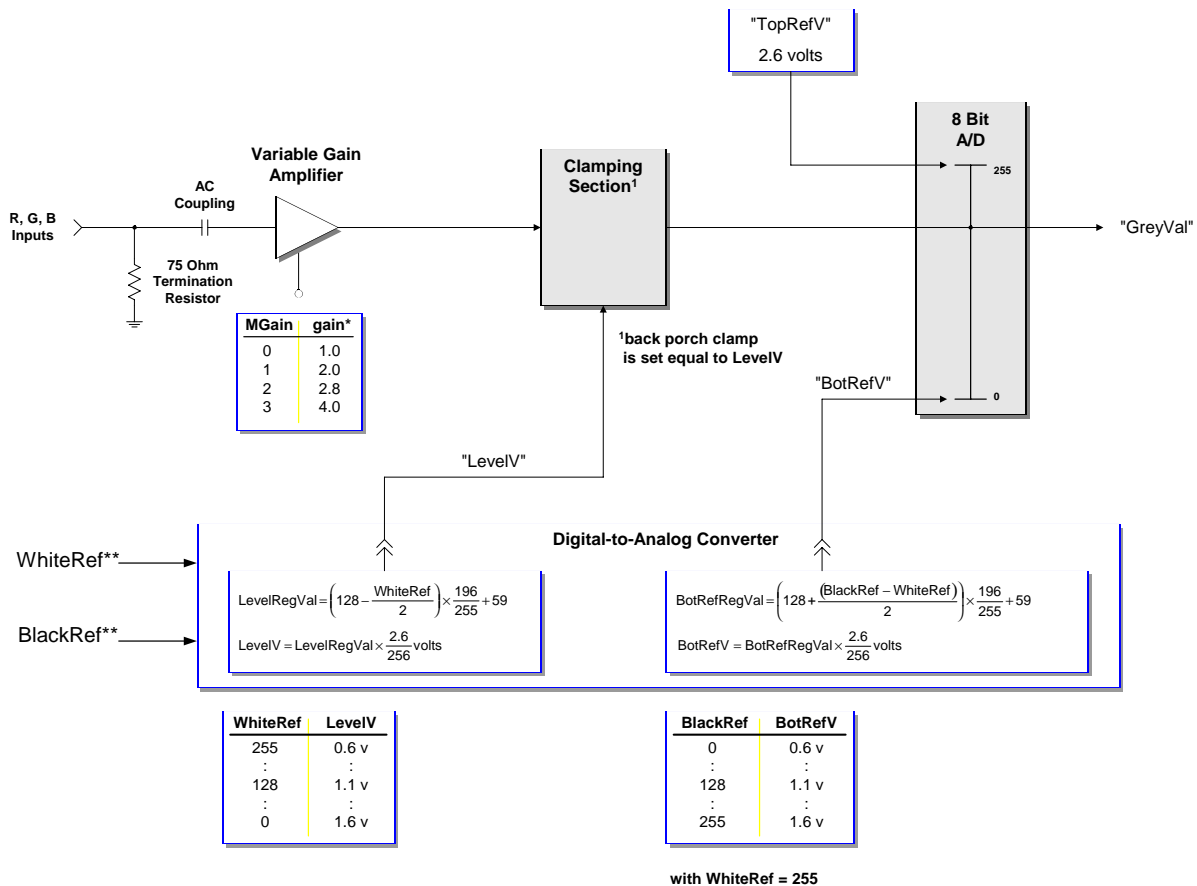 "TopRefV"
2.6 volts
8 Bit
A/D
255
Variable Gain
Amplifier
Clamping
Section¹
AC
Coupling
R, G, B
Inputs
"GreyVal"
75 Ohm
Termination
Resistor
MGain gain*
0 1.0
1 2.0
2 2.8
3 4.0
¹back porch clamp
is set equal to LevelV
"BotRefV"
0
"LevelV"
Digital-to-Analog Converter
WhiteRef**
BlackRef**
LevelRegVal = (128 − WhiteRef/2) × 196/255 + 59
LevelV = LevelRegVal × 2.6/256 volts
BotRefRegVal = (128 + (BlackRef − WhiteRef)/2) × 196/255 + 59
BotRefV = BotRefRegVal × 2.6/256 volts
WhiteRef LevelV
255 0.6 v
: :
128 1.1 v
: :
0 1.6 v
BlackRef BotRefV
0 0.6 v
: :
128 1.1 v
: :
255 1.6 v
with WhiteRef = 255